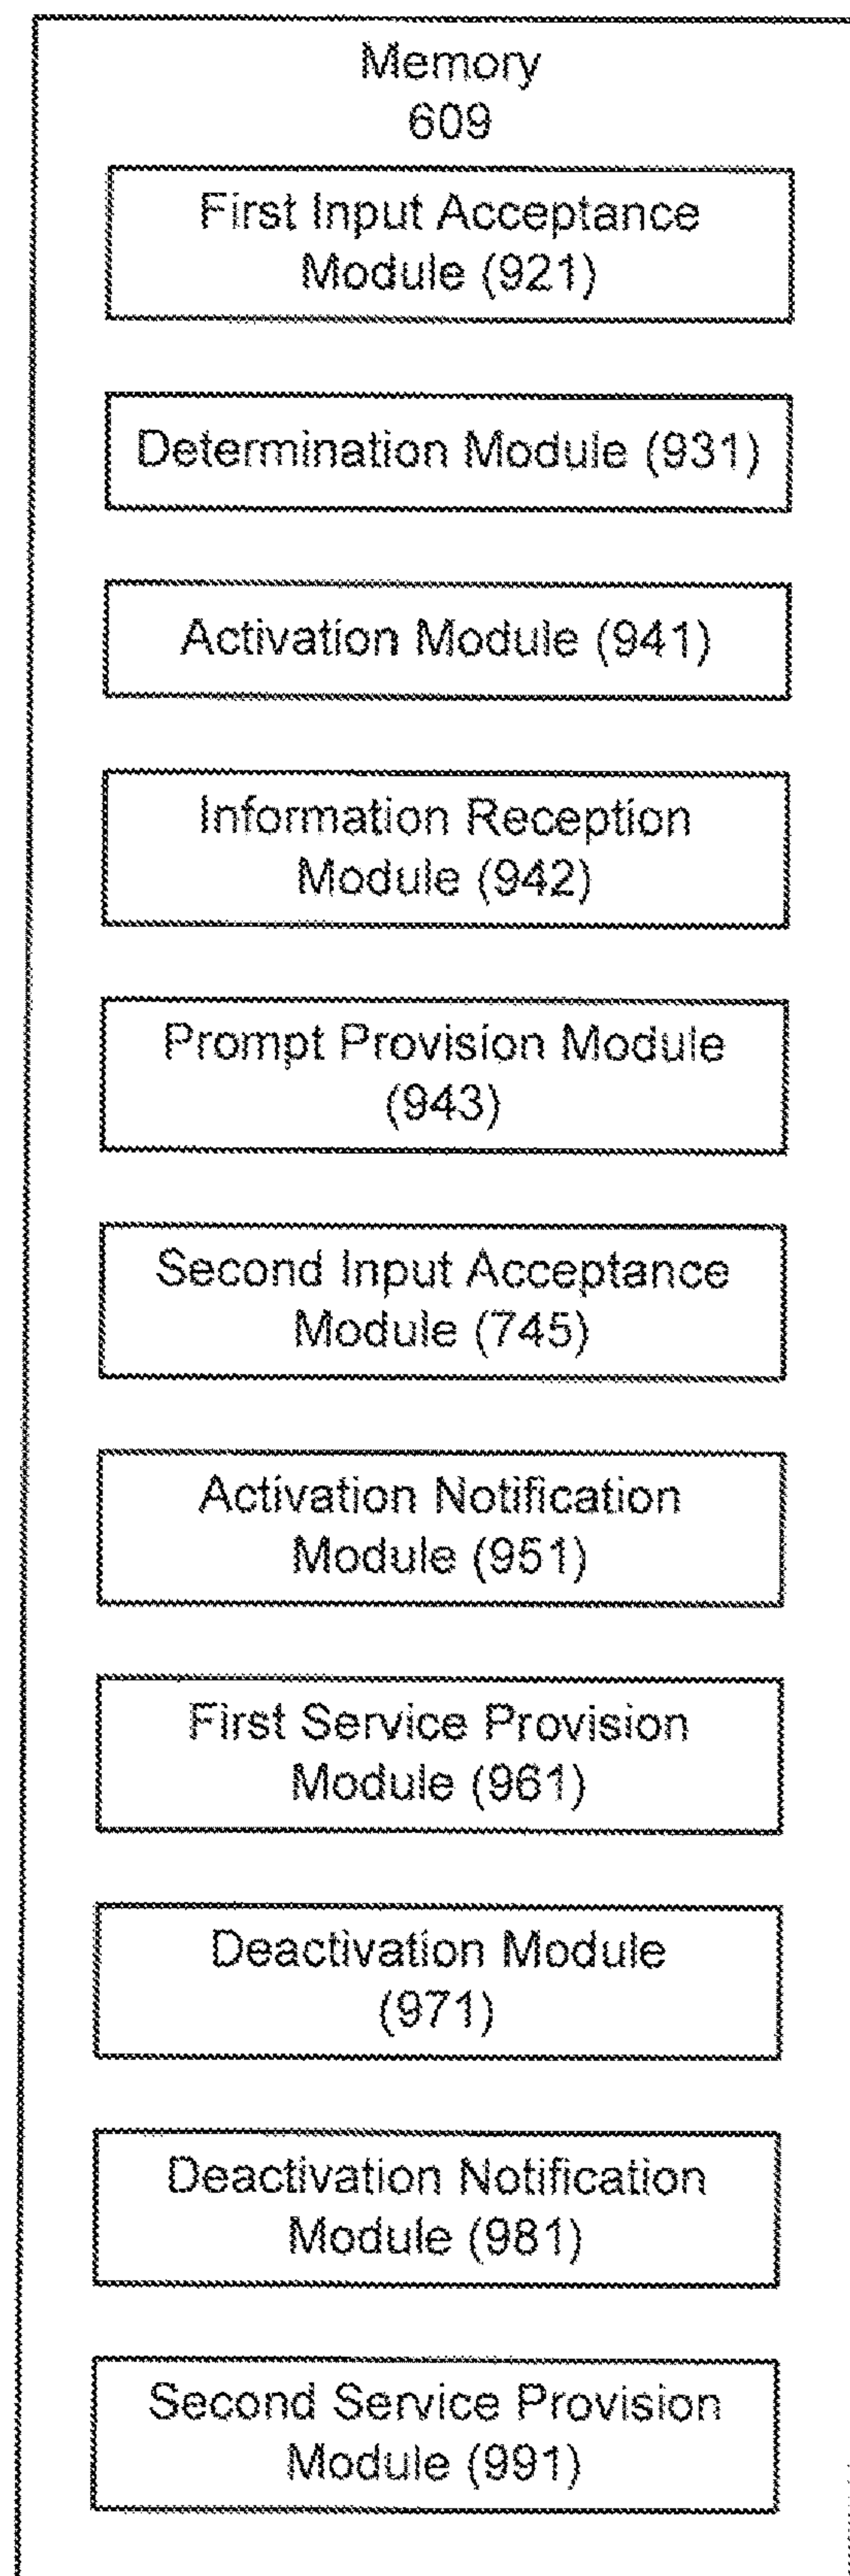 Memory
609
First Input Acceptance
Module (921)
Determination Module (931)
Activation Module (941)
Information Reception
Module (942)
Prompt Provision Module
(943)
Second Input Acceptance
Module (745)
Activation Notification
Module (951)
First Service Provision
Module (961)
Deactivation Module
(971)
Deactivation Notification
Module (981)
Second Service Provision
Module (991)